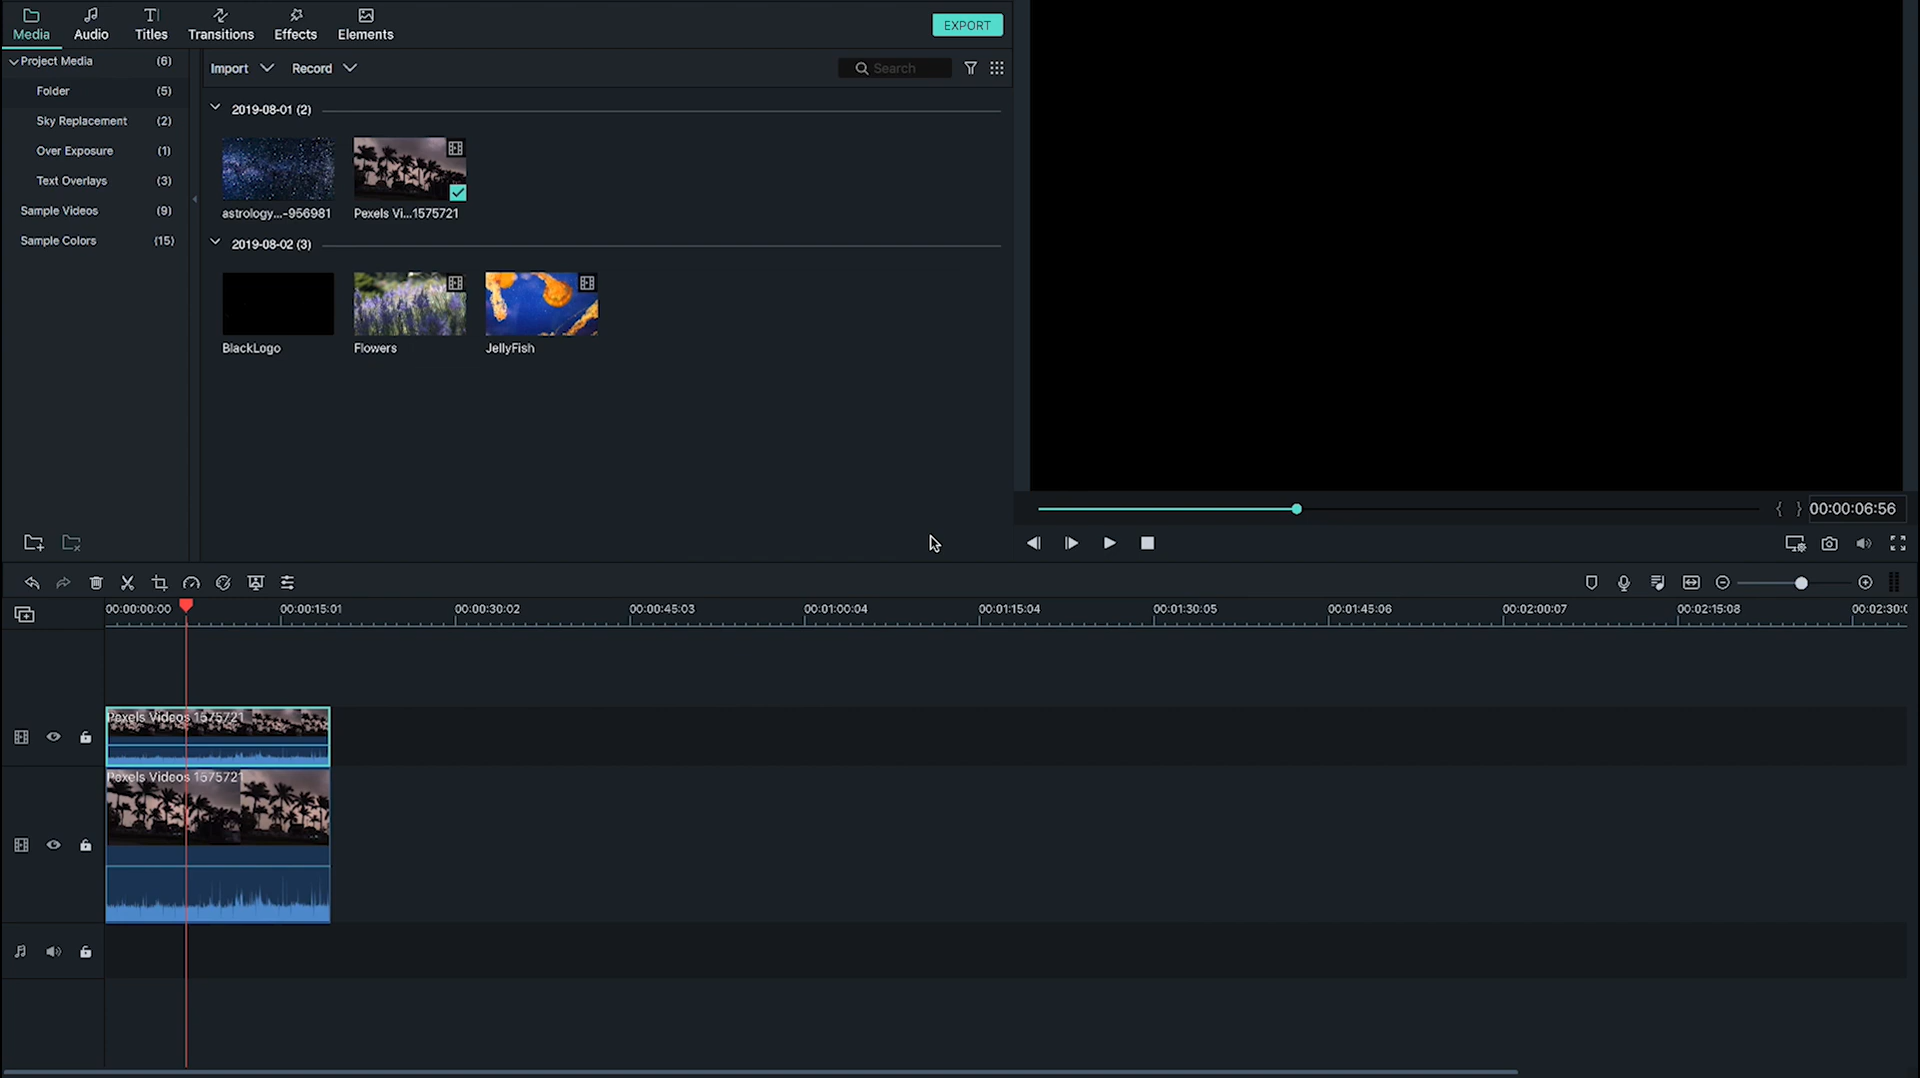 Media
Audio
Titles
Transitions
Effects
Elements
EXPORT
Project Media (6)
Folder (5)
Sky Replacement (2)
Over Exposure (1)
Text Overlays (3)
Sample Videos (9)
Sample Colors (15)
Import
Record
Search
2019-08-01 (2)
astrology...-956981
Pexels Vi...1575721
2019-08-02 (3)
BlackLogo
Flowers
JellyFish
{ } 00:00:06:56
00:00:00:00
00:00:15:01
00:00:30:02
00:00:45:03
00:01:00:04
00:01:15:04
00:01:30:05
00:01:45:06
00:02:00:07
00:02:15:08
00:02:30:0
Pexels Videos 1575721
Pexels Videos 1575721